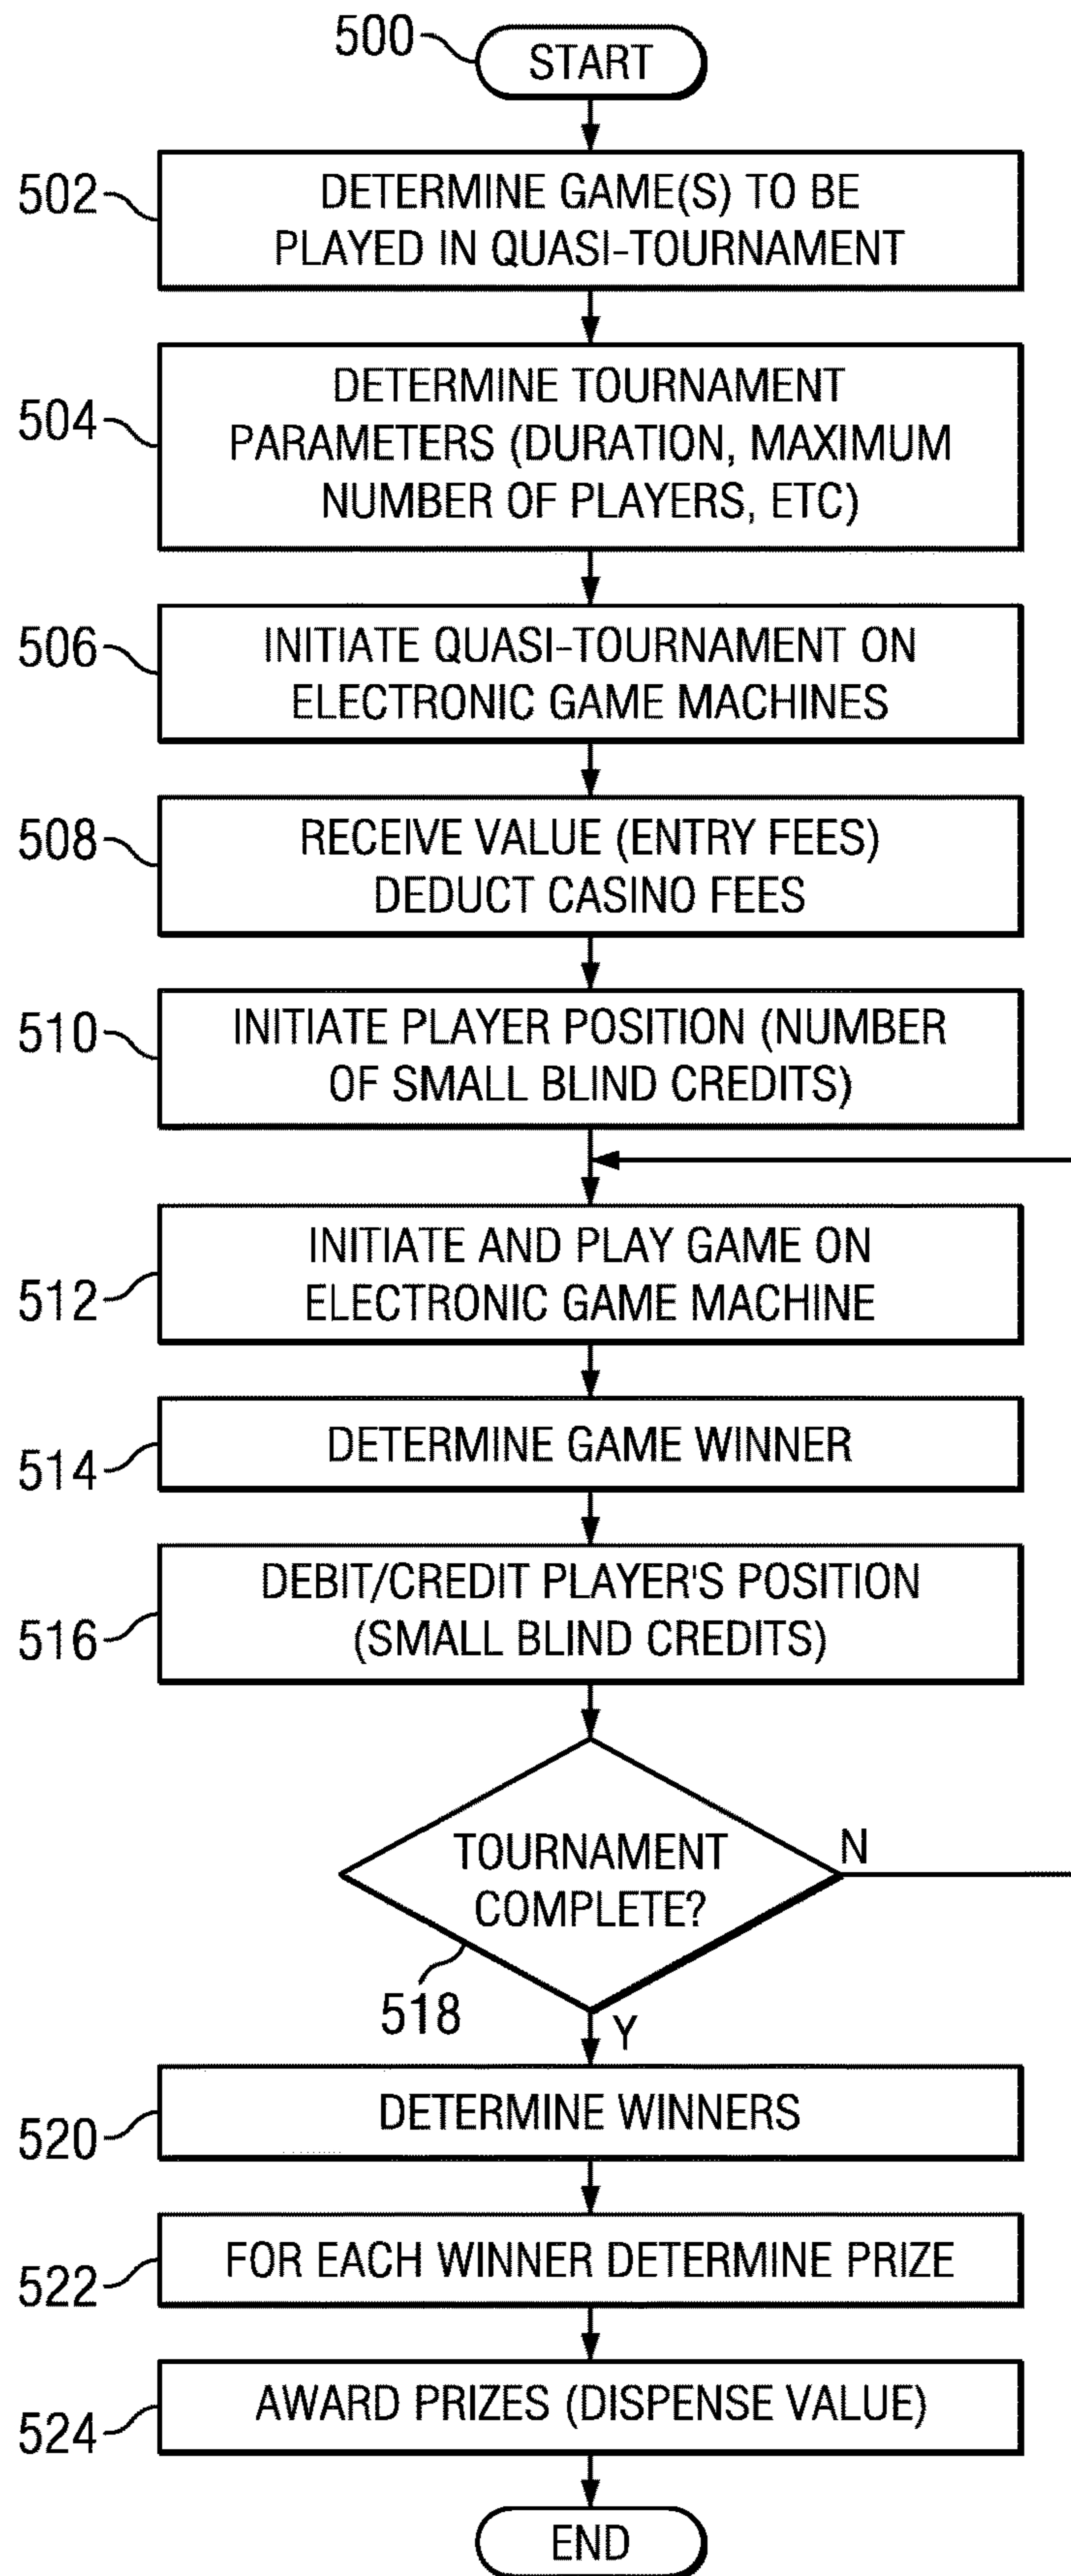 500
START
502
DETERMINE GAME(S) TO BE
PLAYED IN QUASI-TOURNAMENT
504
DETERMINE TOURNAMENT
PARAMETERS (DURATION, MAXIMUM
NUMBER OF PLAYERS, ETC)
506
INITIATE QUASI-TOURNAMENT ON
ELECTRONIC GAME MACHINES
508
RECEIVE VALUE (ENTRY FEES)
DEDUCT CASINO FEES
510
INITIATE PLAYER POSITION (NUMBER
OF SMALL BLIND CREDITS)
512
INITIATE AND PLAY GAME ON
ELECTRONIC GAME MACHINE
514
DETERMINE GAME WINNER
516
DEBIT/CREDIT PLAYER'S POSITION
(SMALL BLIND CREDITS)
TOURNAMENT
COMPLETE?
N
518
Y
520
DETERMINE WINNERS
522
FOR EACH WINNER DETERMINE PRIZE
524
AWARD PRIZES (DISPENSE VALUE)
END